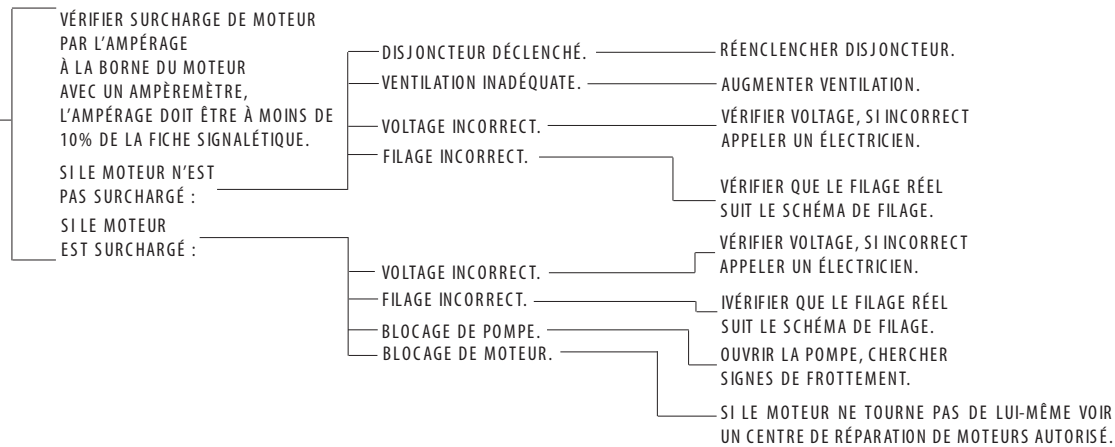 VÉRIFIER SURCHARGE DE MOTEUR
PAR L'AMPÉRAGE
À LA BORNE DU MOTEUR
AVEC UN AMPÈREMÈTRE,
L'AMPÉRAGE DOIT ÊTRE À MOINS DE
10% DE LA FICHE SIGNALÉTIQUE.
SI LE MOTEUR N'EST
PAS SURCHARGÉ :
DISJONCTEUR DÉCLENCHÉ.
RÉENCLENCHER DISJONCTEUR.
VENTILATION INADÉQUATE.
AUGMENTER VENTILATION.
VOLTAGE INCORRECT.
VÉRIFIER VOLTAGE, SI INCORRECT
APPELER UN ÉLECTRICIEN.
FILAGE INCORRECT.
VÉRIFIER QUE LE FILAGE RÉEL
SUIT LE SCHÉMA DE FILAGE.
SI LE MOTEUR
EST SURCHARGÉ :
VOLTAGE INCORRECT.
VÉRIFIER VOLTAGE, SI INCORRECT
APPELER UN ÉLECTRICIEN.
FILAGE INCORRECT.
IVÉRIFIER QUE LE FILAGE RÉEL
SUIT LE SCHÉMA DE FILAGE.
BLOCAGE DE POMPE.
OUVRIR LA POMPE, CHERCHER
SIGNES DE FROTTEMENT.
BLOCAGE DE MOTEUR.
SI LE MOTEUR NE TOURNE PAS DE LUI-MÊME VOIR
UN CENTRE DE RÉPARATION DE MOTEURS AUTORISÉ.